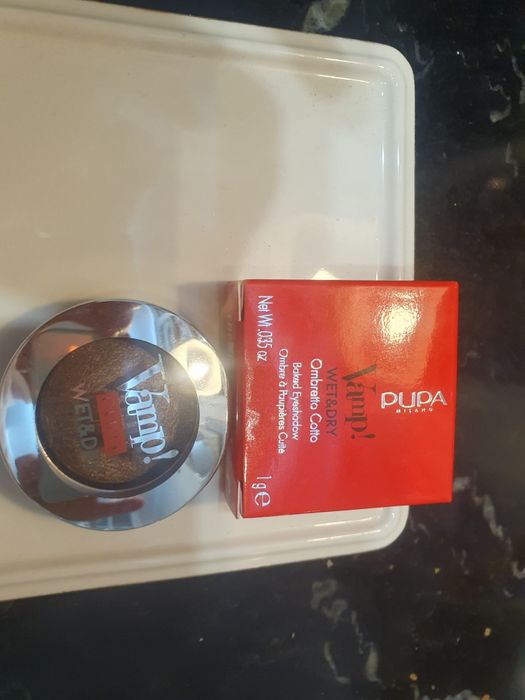 PUPA
MILANO
Vamp!
WET&DRY
Ombretto Cotto
Baked Eyeshadow
Ombre à Paupières Cuite
Net Wt. .035 oz
1 g e
Vamp!
WET&D